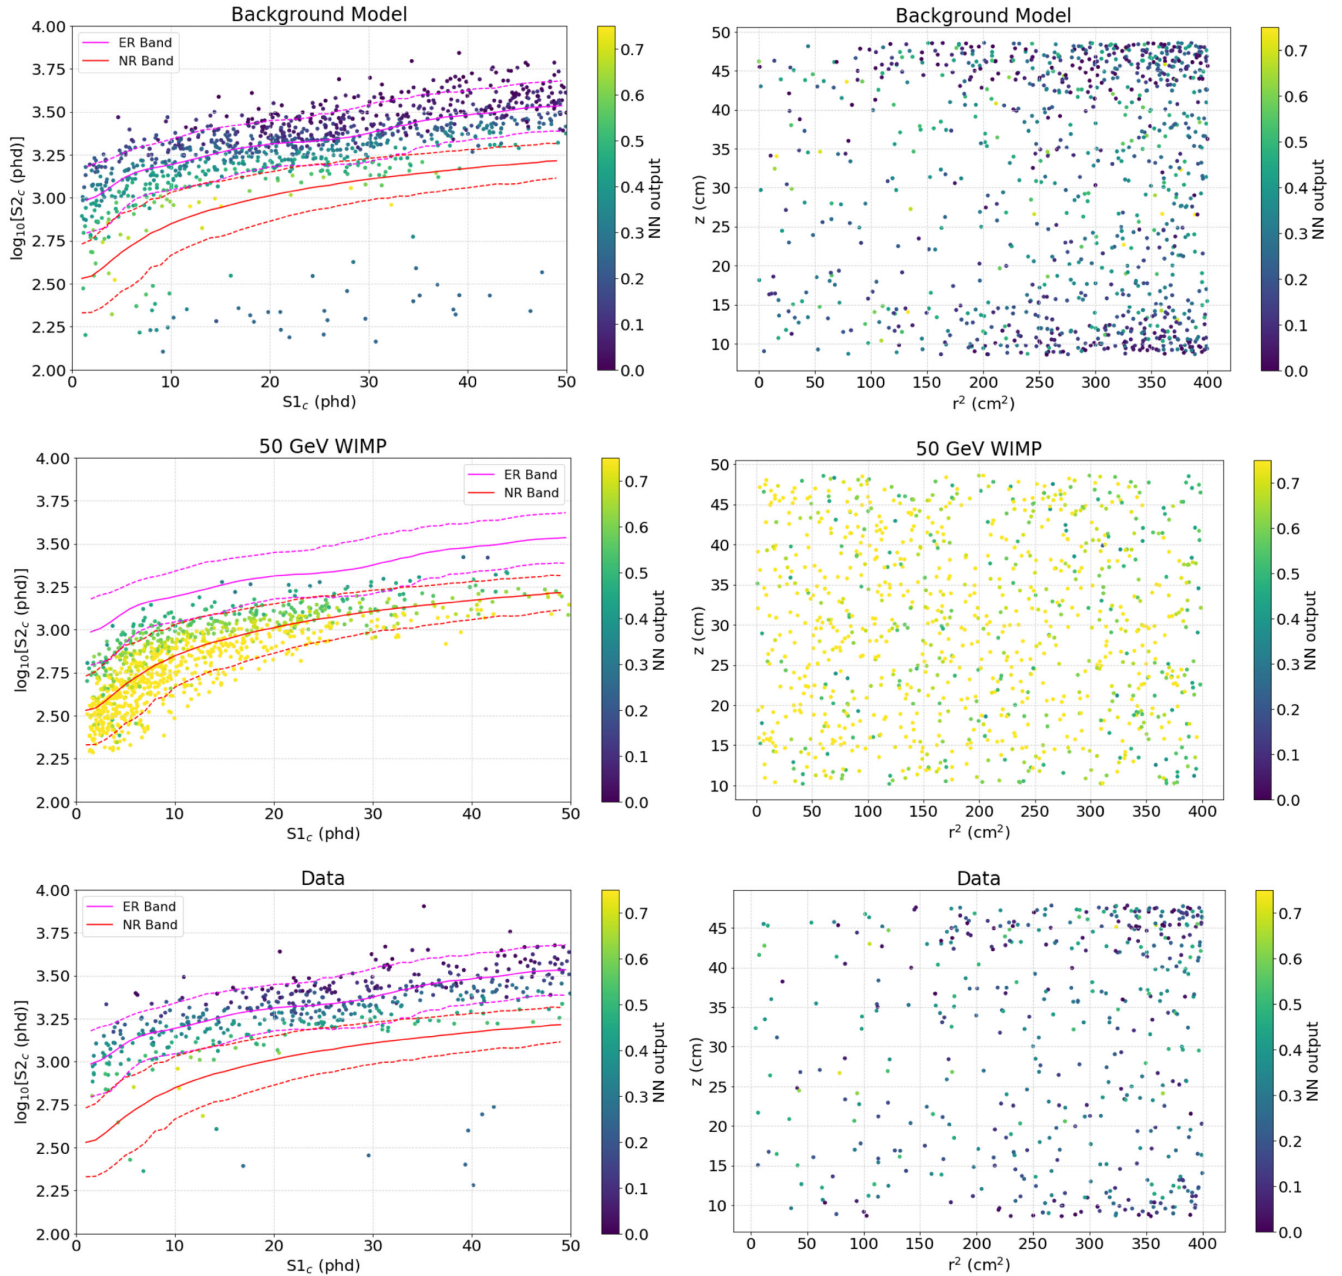 Background Model
ER Band
NR Band
log₁₀[S2꜀ (phd)]
4.00
3.75
3.50
3.25
3.00
2.75
2.50
2.25
2.00
0 10 20 30 40 50
S1꜀ (phd)
0.7
0.6
0.5
0.4
0.3
0.2
0.1
0.0
NN output
Background Model
z (cm)
50
45
40
35
30
25
20
15
10
0 50 100 150 200 250 300 350 400
r² (cm²)
0.7
0.6
0.5
0.4
0.3
0.2
0.1
0.0
NN output
50 GeV WIMP
ER Band
NR Band
log₁₀[S2꜀ (phd)]
4.00
3.75
3.50
3.25
3.00
2.75
2.50
2.25
2.00
0 10 20 30 40 50
S1꜀ (phd)
0.7
0.6
0.5
0.4
0.3
0.2
0.1
0.0
NN output
50 GeV WIMP
z (cm)
50
45
40
35
30
25
20
15
10
0 50 100 150 200 250 300 350 400
r² (cm²)
0.7
0.6
0.5
0.4
0.3
0.2
0.1
0.0
NN output
Data
ER Band
NR Band
log₁₀[S2꜀ (phd)]
4.00
3.75
3.50
3.25
3.00
2.75
2.50
2.25
2.00
0 10 20 30 40 50
S1꜀ (phd)
0.7
0.6
0.5
0.4
0.3
0.2
0.1
0.0
NN output
Data
z (cm)
45
40
35
30
25
20
15
10
0 50 100 150 200 250 300 350 400
r² (cm²)
0.7
0.6
0.5
0.4
0.3
0.2
0.1
0.0
NN output